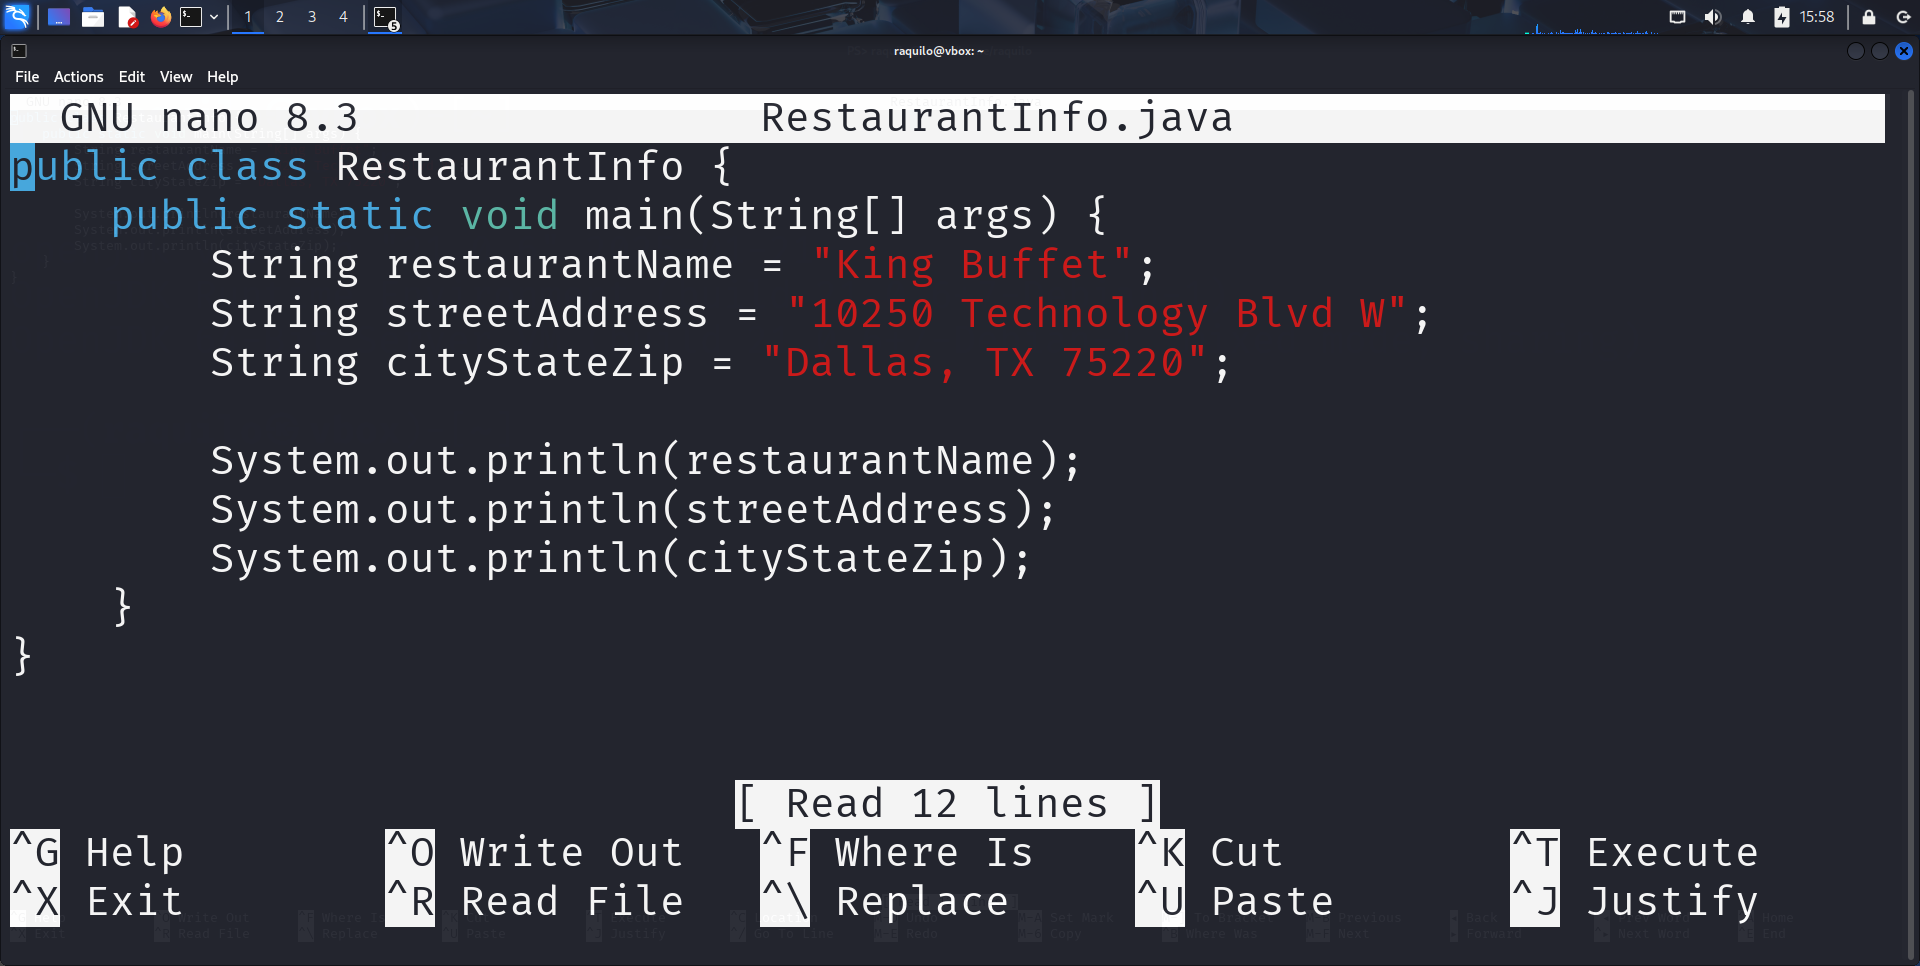 1 2 3 4 5 15:58
raquilo@vbox: ~
File Actions Edit View Help
GNU nano 8.3 RestaurantInfo.java
public class RestaurantInfo {
    public static void main(String[] args) {
        String restaurantName = "King Buffet";
        String streetAddress = "10250 Technology Blvd W";
        String cityStateZip = "Dallas, TX 75220";

        System.out.println(restaurantName);
        System.out.println(streetAddress);
        System.out.println(cityStateZip);
    }
}
[ Read 12 lines ]
^G Help ^O Write Out ^F Where Is ^K Cut ^T Execute
^X Exit ^R Read File ^\ Replace ^U Paste ^J Justify